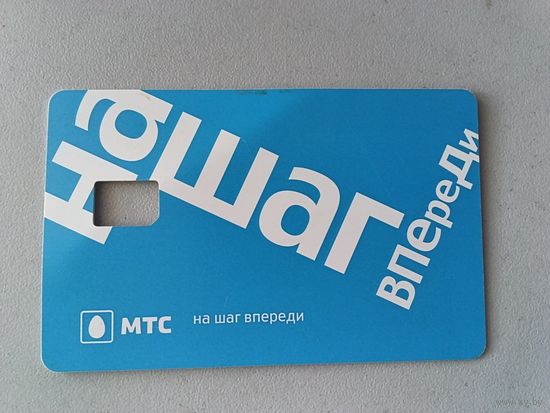 на шаг
впереди
МТС на шаг впереди